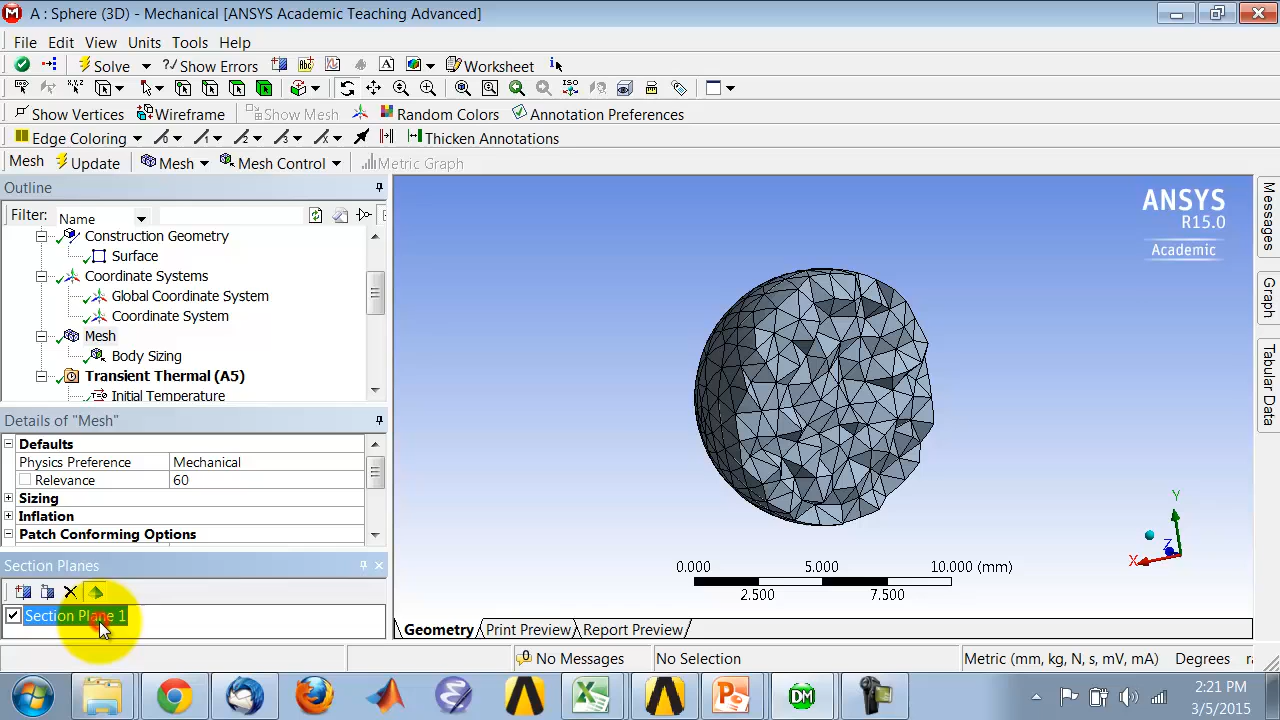 A : Sphere (3D) - Mechanical [ANSYS Academic Teaching Advanced]
File Edit View Units Tools Help
Solve ?/Show Errors Worksheet
Show Vertices Wireframe Show Mesh Random Colors Annotation Preferences
Edge Coloring Thicken Annotations
Mesh Update Mesh Mesh Control Metric Graph
Outline
Filter: Name
Construction Geometry
Surface
Coordinate Systems
Global Coordinate System
Coordinate System
Mesh
Body Sizing
Transient Thermal (A5)
Initial Temperature
Details of "Mesh"
Defaults
Physics Preference Mechanical
Relevance 60
Sizing
Inflation
Patch Conforming Options
Section Planes
Section Plane 1
ANSYS
R15.0
Academic
Y
Z
X
0.000 5.000 10.000 (mm)
2.500 7.500
Geometry Print Preview Report Preview
Messages
Graph
Tabular Data
0 No Messages No Selection Metric (mm, kg, N, s, mV, mA) Degrees
DM
2:21 PM
3/5/2015